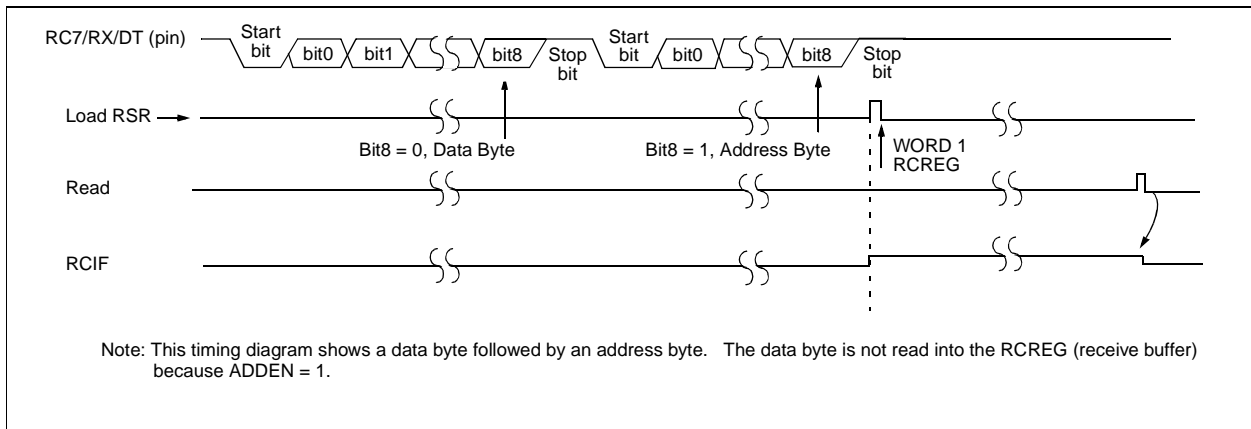 RC7/RX/DT (pin)
Start
bit
bit0
bit1
bit8
Stop
bit
Start
bit
bit0
bit8
Stop
bit
Load RSR
Bit8 = 0, Data Byte
Bit8 = 1, Address Byte
WORD 1
RCREG
Read
RCIF
Note: This timing diagram shows a data byte followed by an address byte. The data byte is not read into the RCREG (receive buffer)
because ADDEN = 1.